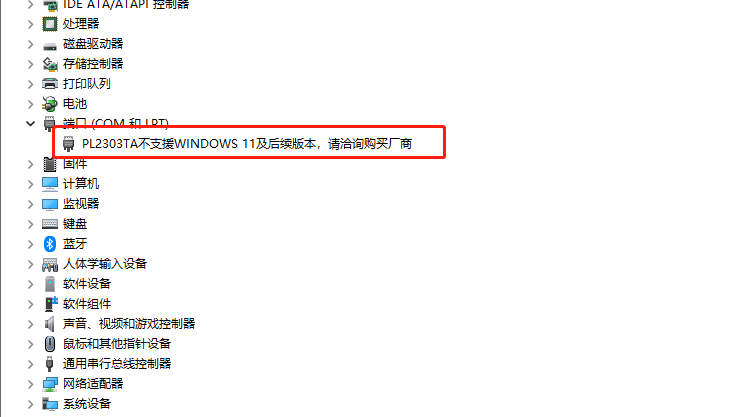 IDE ATA/ATAPI 控制器
处理器
磁盘驱动器
存储控制器
打印队列
电池
端口 (COM 和 LPT)
PL2303TA不支援WINDOWS 11及后续版本，请洽询购买厂商
固件
计算机
监视器
键盘
蓝牙
人体学输入设备
软件设备
软件组件
声音、视频和游戏控制器
鼠标和其他指针设备
通用串行总线控制器
网络适配器
系统设备